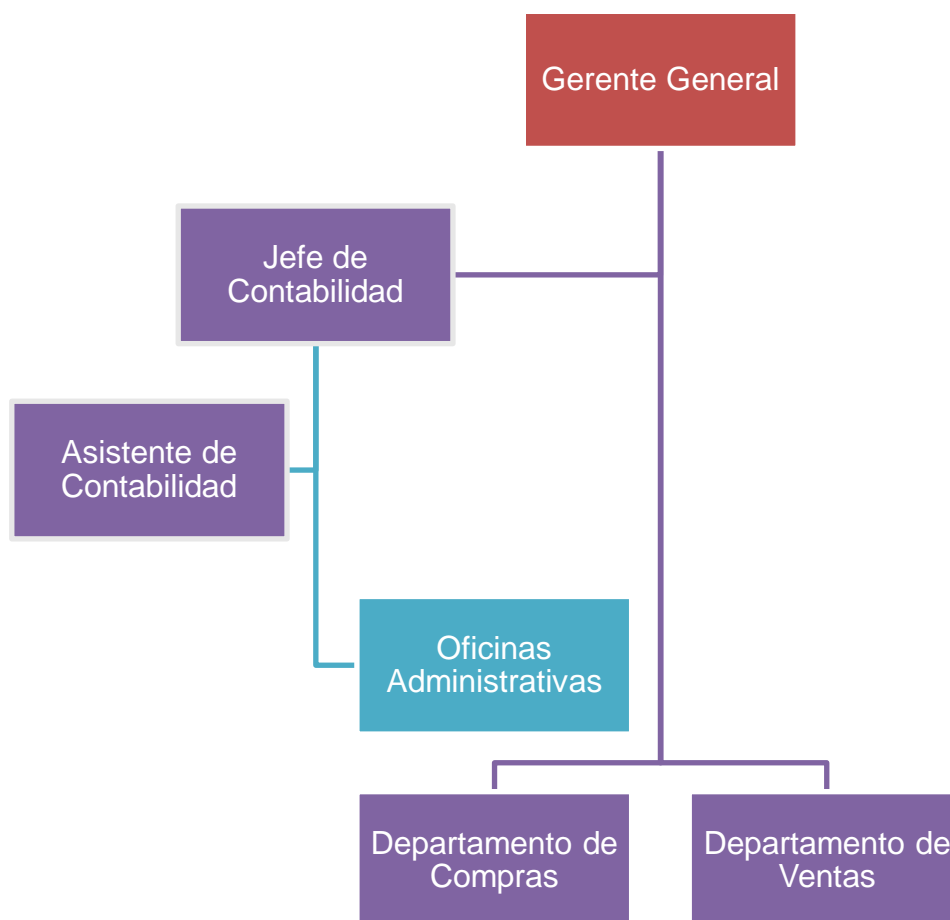 Gerente General
Jefe de
Contabilidad
Asistente de
Contabilidad
Oficinas
Administrativas
Departamento de
Compras
Departamento de
Ventas